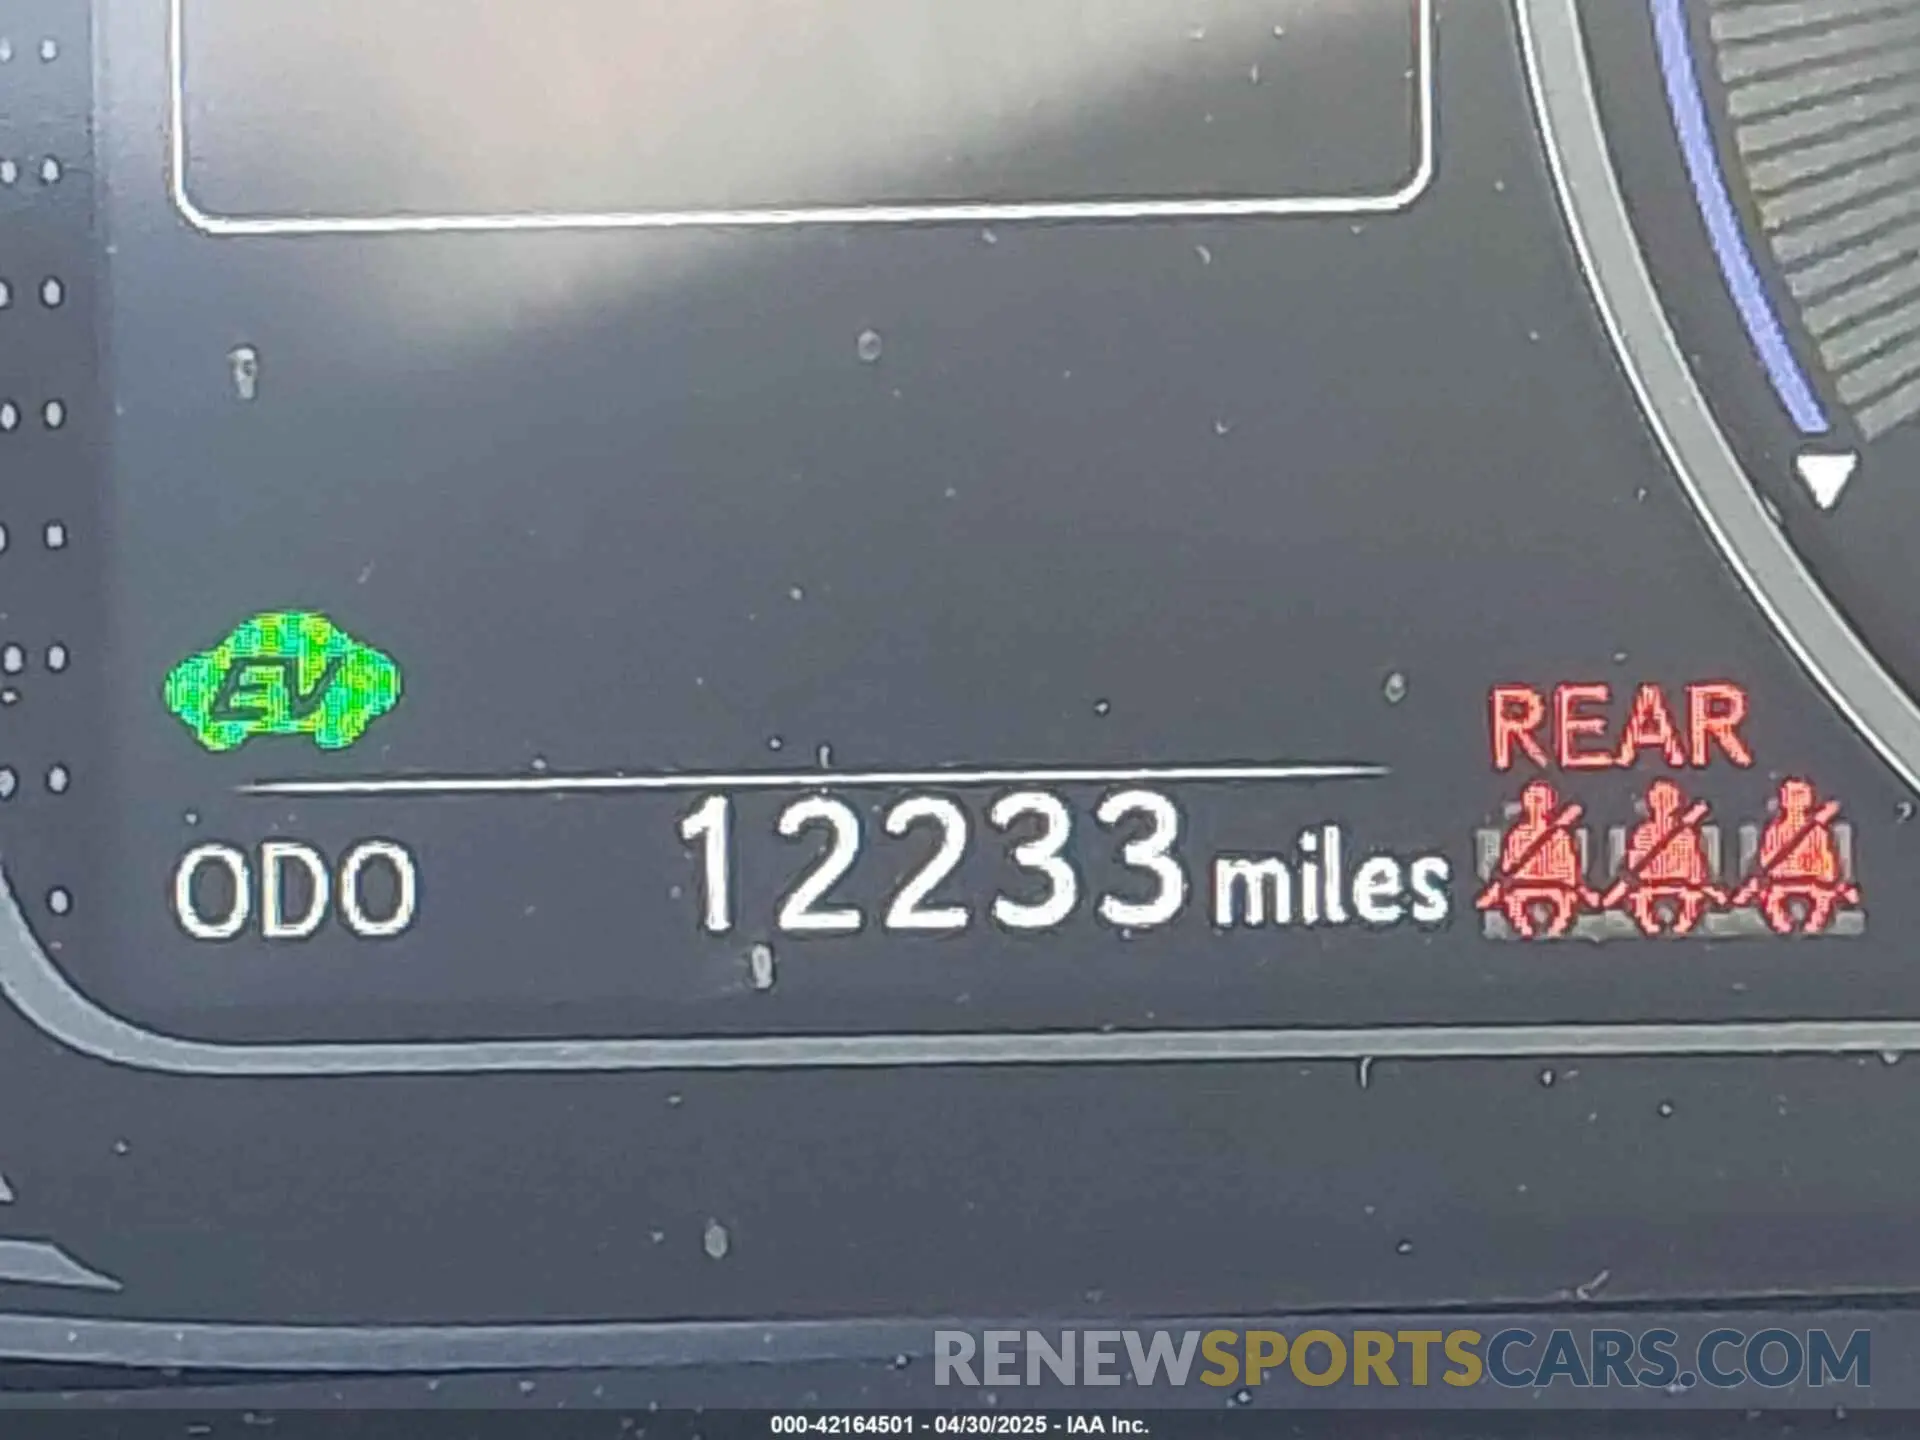 EV
REAR
ODO 12233 miles
RENEWSPORTSCARS.COM
000-42164501 - 04/30/2025 - IAA Inc.